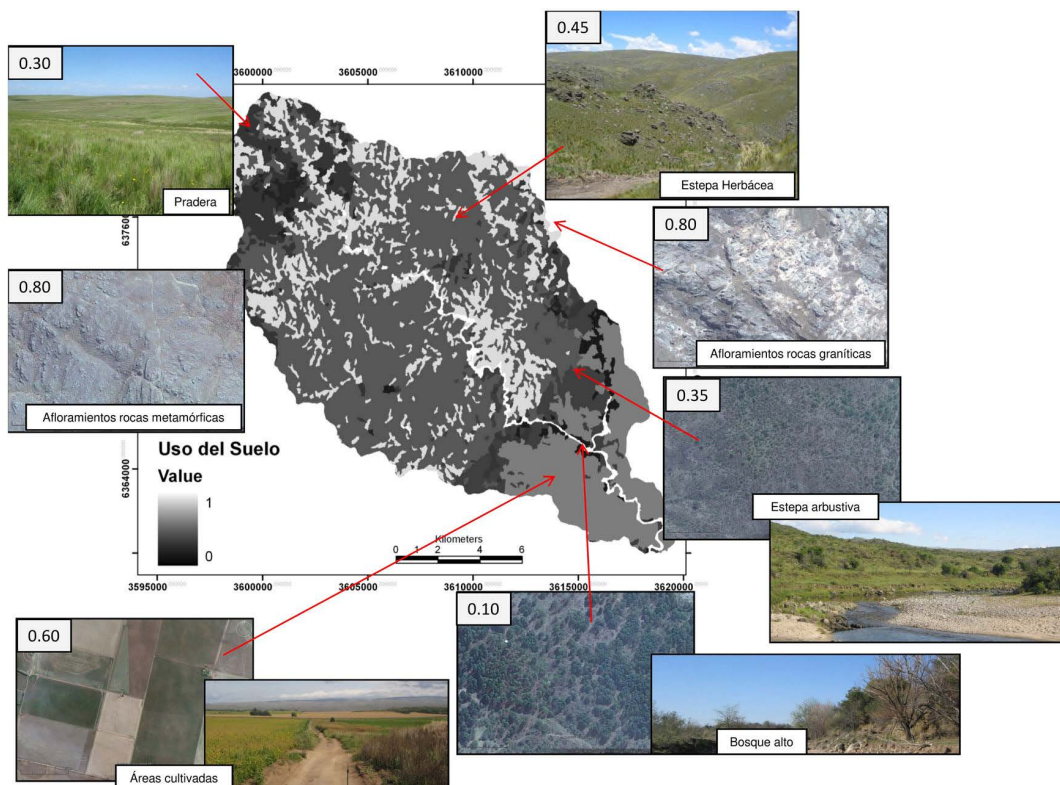 0.45
0.30
3600000
3605000
3610000
Pradera
Estepa Herbácea
0.80
637600
0.80
Afloramientos rocas graníticas
Afloramientos rocas metamórficas
0.35
Uso del Suelo
Value
1
0
6364000
Estepa arbustiva
Kilometers
0 1 2 4 6
3595000
3600000
3605000
3610000
3615000
3620000
0.10
0.60
Bosque alto
Áreas cultivadas